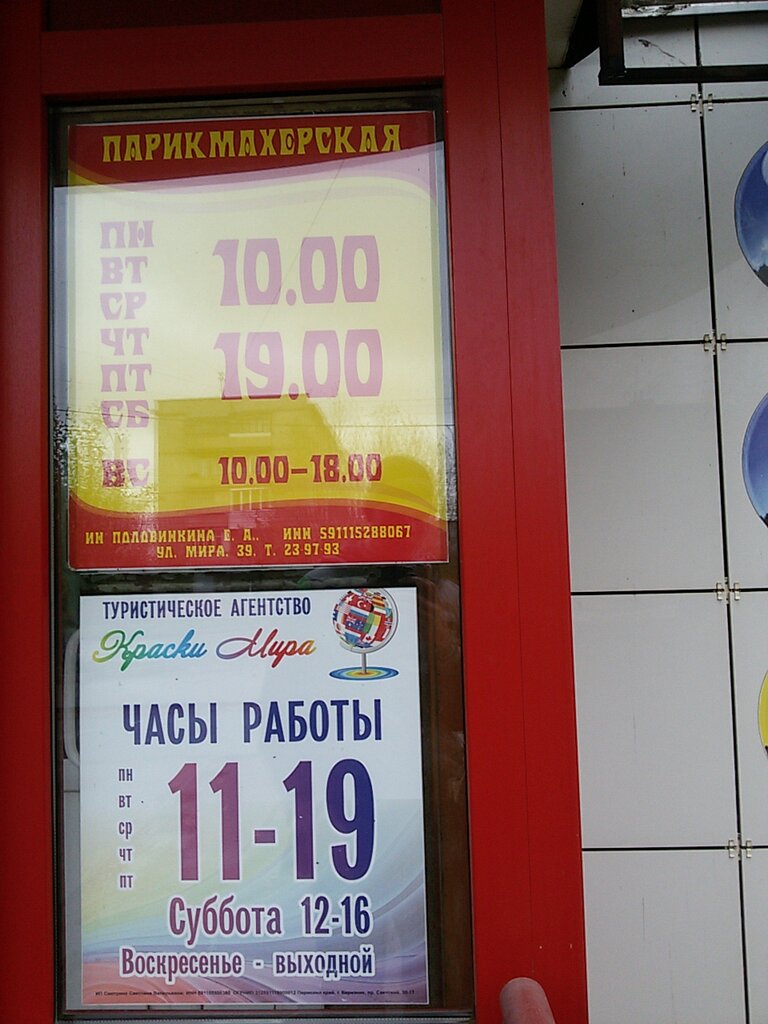 ПАРИКМАХЕРСКАЯ
ПН
ВТ
СР
ЧТ
ПТ
СБ
10.00
19.00
ВС 10.00–18.00
ИН ПОЛОВИНКИНА Е. А., ИНН 591115288067
УЛ. МИРА, 39, Т. 23 97 93
ТУРИСТИЧЕСКОЕ АГЕНТСТВО
Краски Мира
ЧАСЫ РАБОТЫ
ПН
ВТ
СР
ЧТ
ПТ
11-19
Суббота 12-16
Воскресенье - выходной